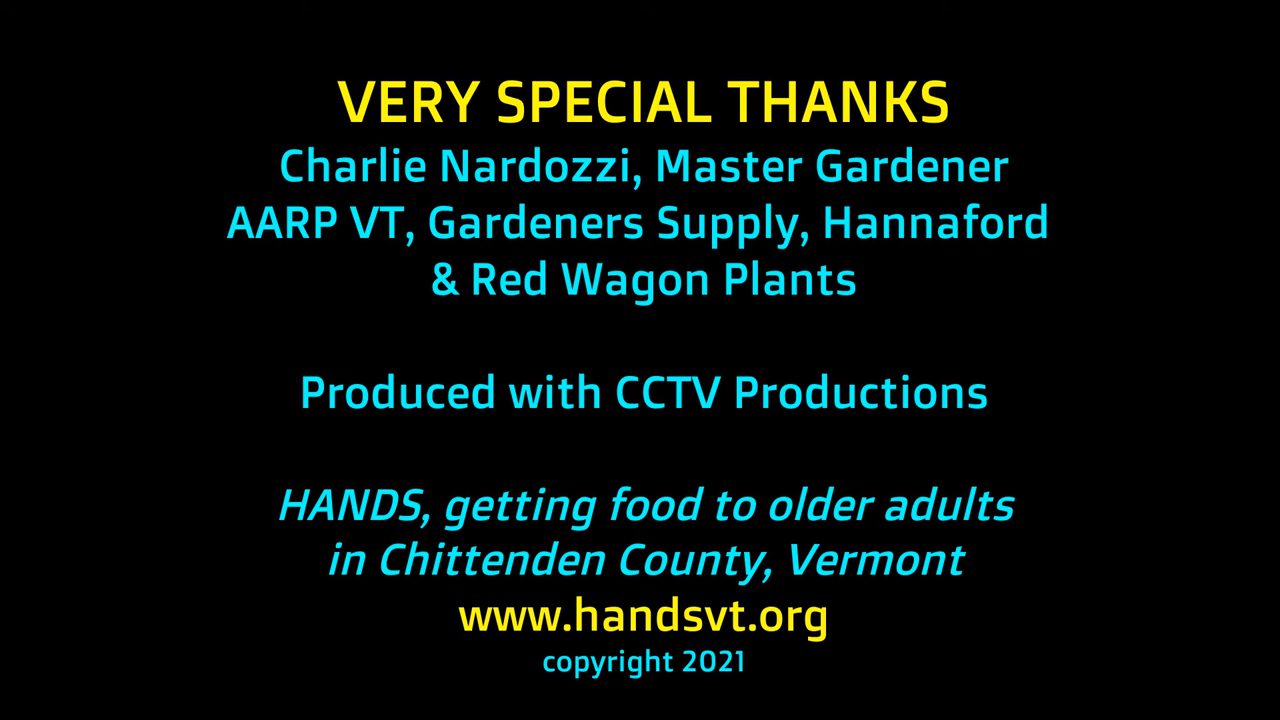 VERY SPECIAL THANKS
Charlie Nardozzi, Master Gardener
AARP VT, Gardeners Supply, Hannaford
& Red Wagon Plants
Produced with CCTV Productions
HANDS, getting food to older adults
in Chittenden County, Vermont
www.handsvt.org
copyright 2021